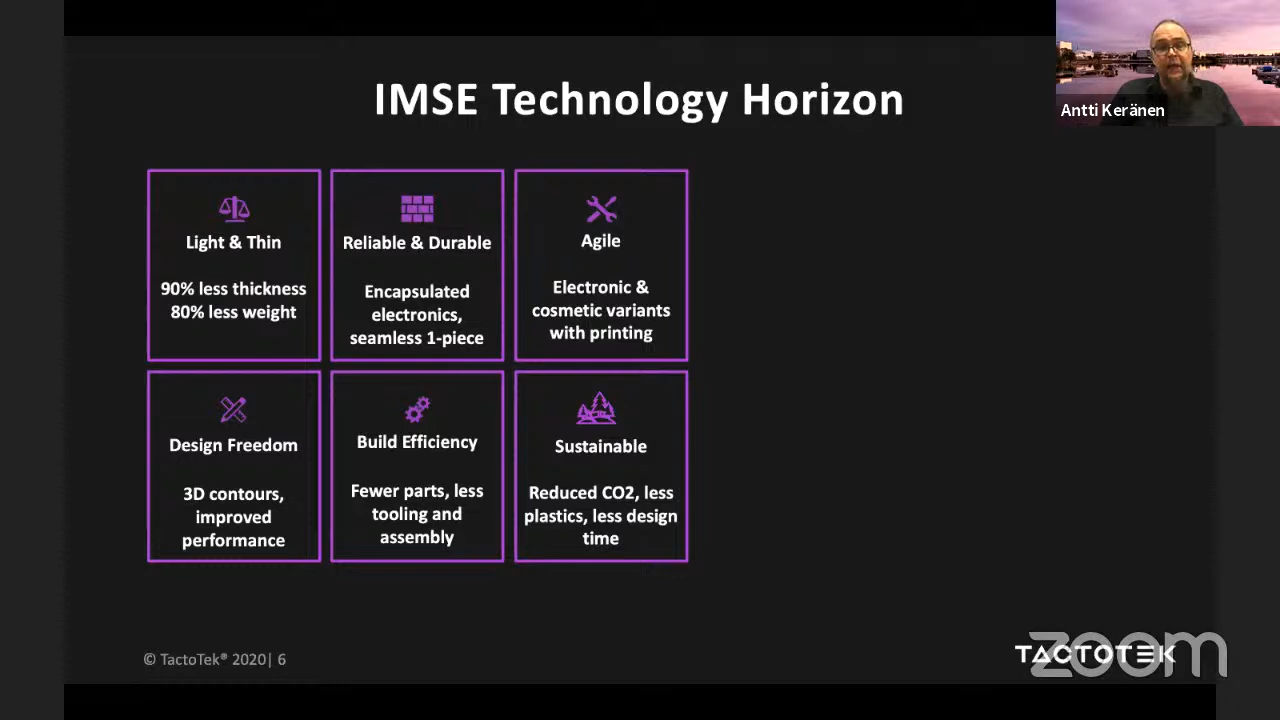 IMSE Technology Horizon
Antti Keränen
Light & Thin
90% less thickness
80% less weight
Reliable & Durable
Encapsulated
electronics,
seamless 1-piece
Agile
Electronic &
cosmetic variants
with printing
Design Freedom
3D contours,
improved
performance
Build Efficiency
Fewer parts, less
tooling and
assembly
Sustainable
Reduced CO2, less
plastics, less design
time
© TactoTek® 2020| 6
TACTOTEK
zoom